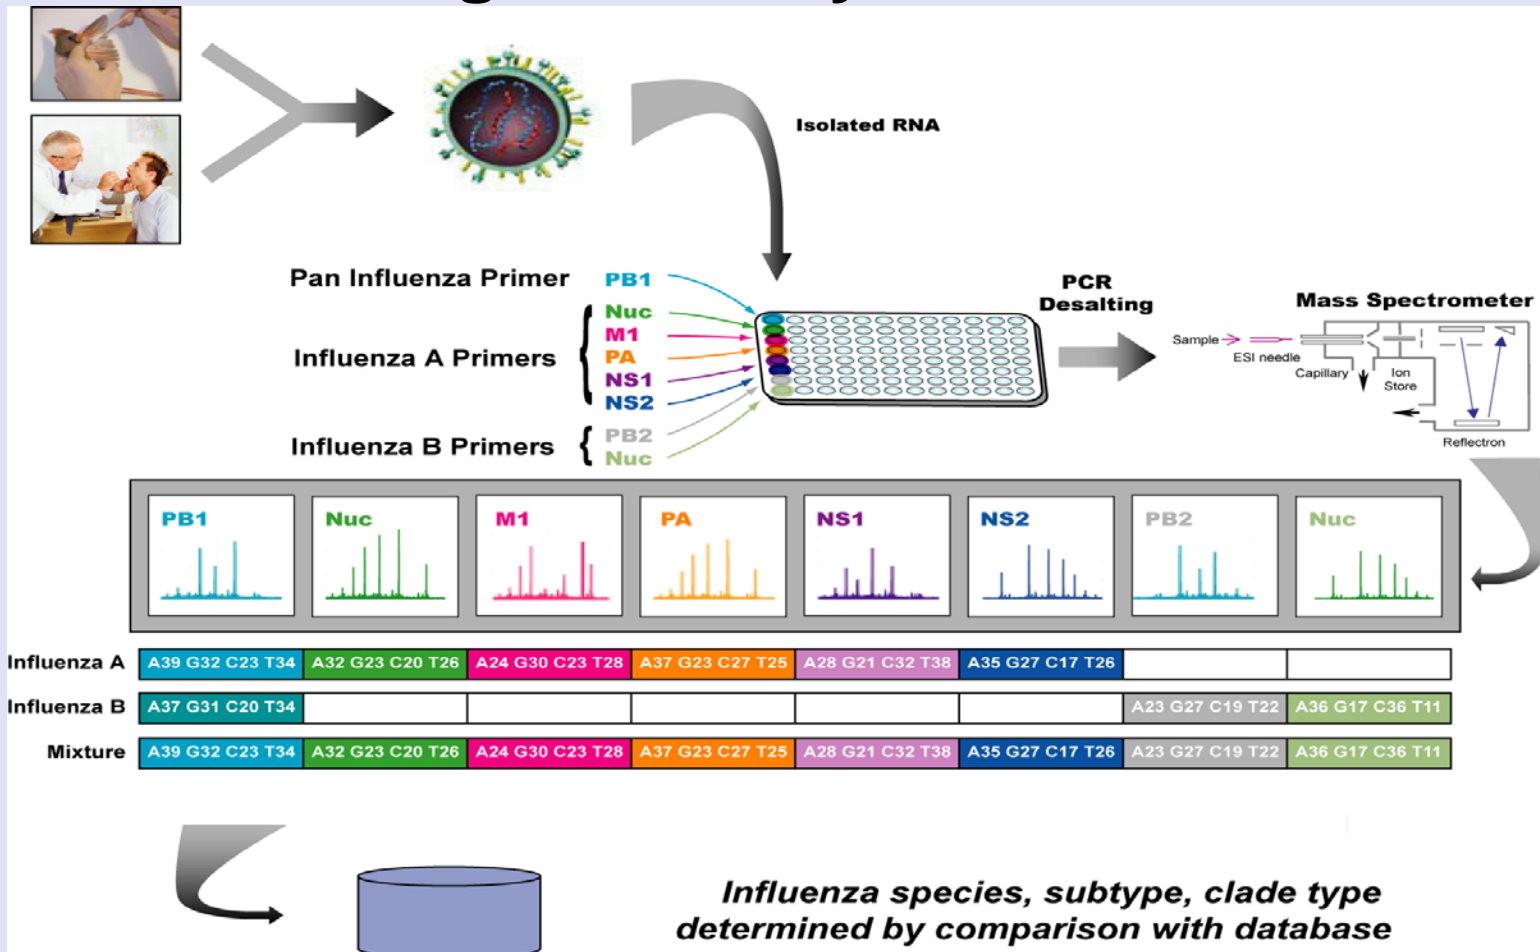 Isolated RNA
Pan Influenza Primer PB1
Nuc
M1
Influenza A Primers PA
NS1
NS2
Influenza B Primers PB2
Nuc
PCR
Desalting
Mass Spectrometer
Sample
ESI needle
Capillary
Ion
Store
Reflectron
PB1 Nuc M1 PA NS1 NS2 PB2 Nuc
Influenza A A39 G32 C23 T34 A32 G23 C20 T26 A24 G30 C23 T28 A37 G23 C27 T25 A28 G21 C32 T38 A35 G27 C17 T26
Influenza B A37 G31 C20 T34 A23 G27 C19 T22 A36 G17 C36 T11
Mixture A39 G32 C23 T34 A32 G23 C20 T26 A24 G30 C23 T28 A37 G23 C27 T25 A28 G21 C32 T38 A35 G27 C17 T26 A23 G27 C19 T22 A36 G17 C36 T11
Influenza species, subtype, clade type
determined by comparison with database